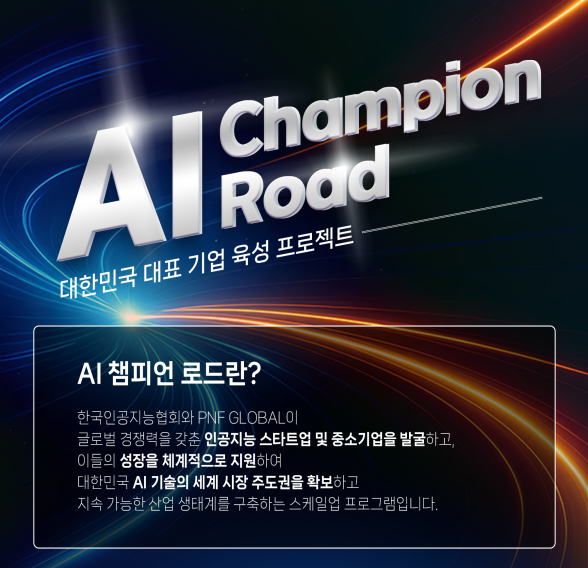 AI Champion
Road
대한민국 대표 기업 육성 프로젝트
AI 챔피언 로드란?
한국인공지능협회와 PNF GLOBAL이
글로벌 경쟁력을 갖춘 인공지능 스타트업 및 중소기업을 발굴하고,
이들의 성장을 체계적으로 지원하여
대한민국 AI 기술의 세계 시장 주도권을 확보하고
지속 가능한 산업 생태계를 구축하는 스케일업 프로그램입니다.